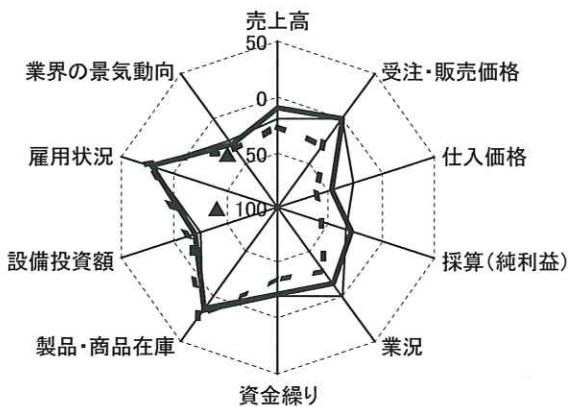 売上高
50
業界の景気動向
受注・販売価格
0
雇用状況
▲ 50
仕入価格
▲ 100
設備投資額
採算(純利益)
製品・商品在庫
業況
資金繰り